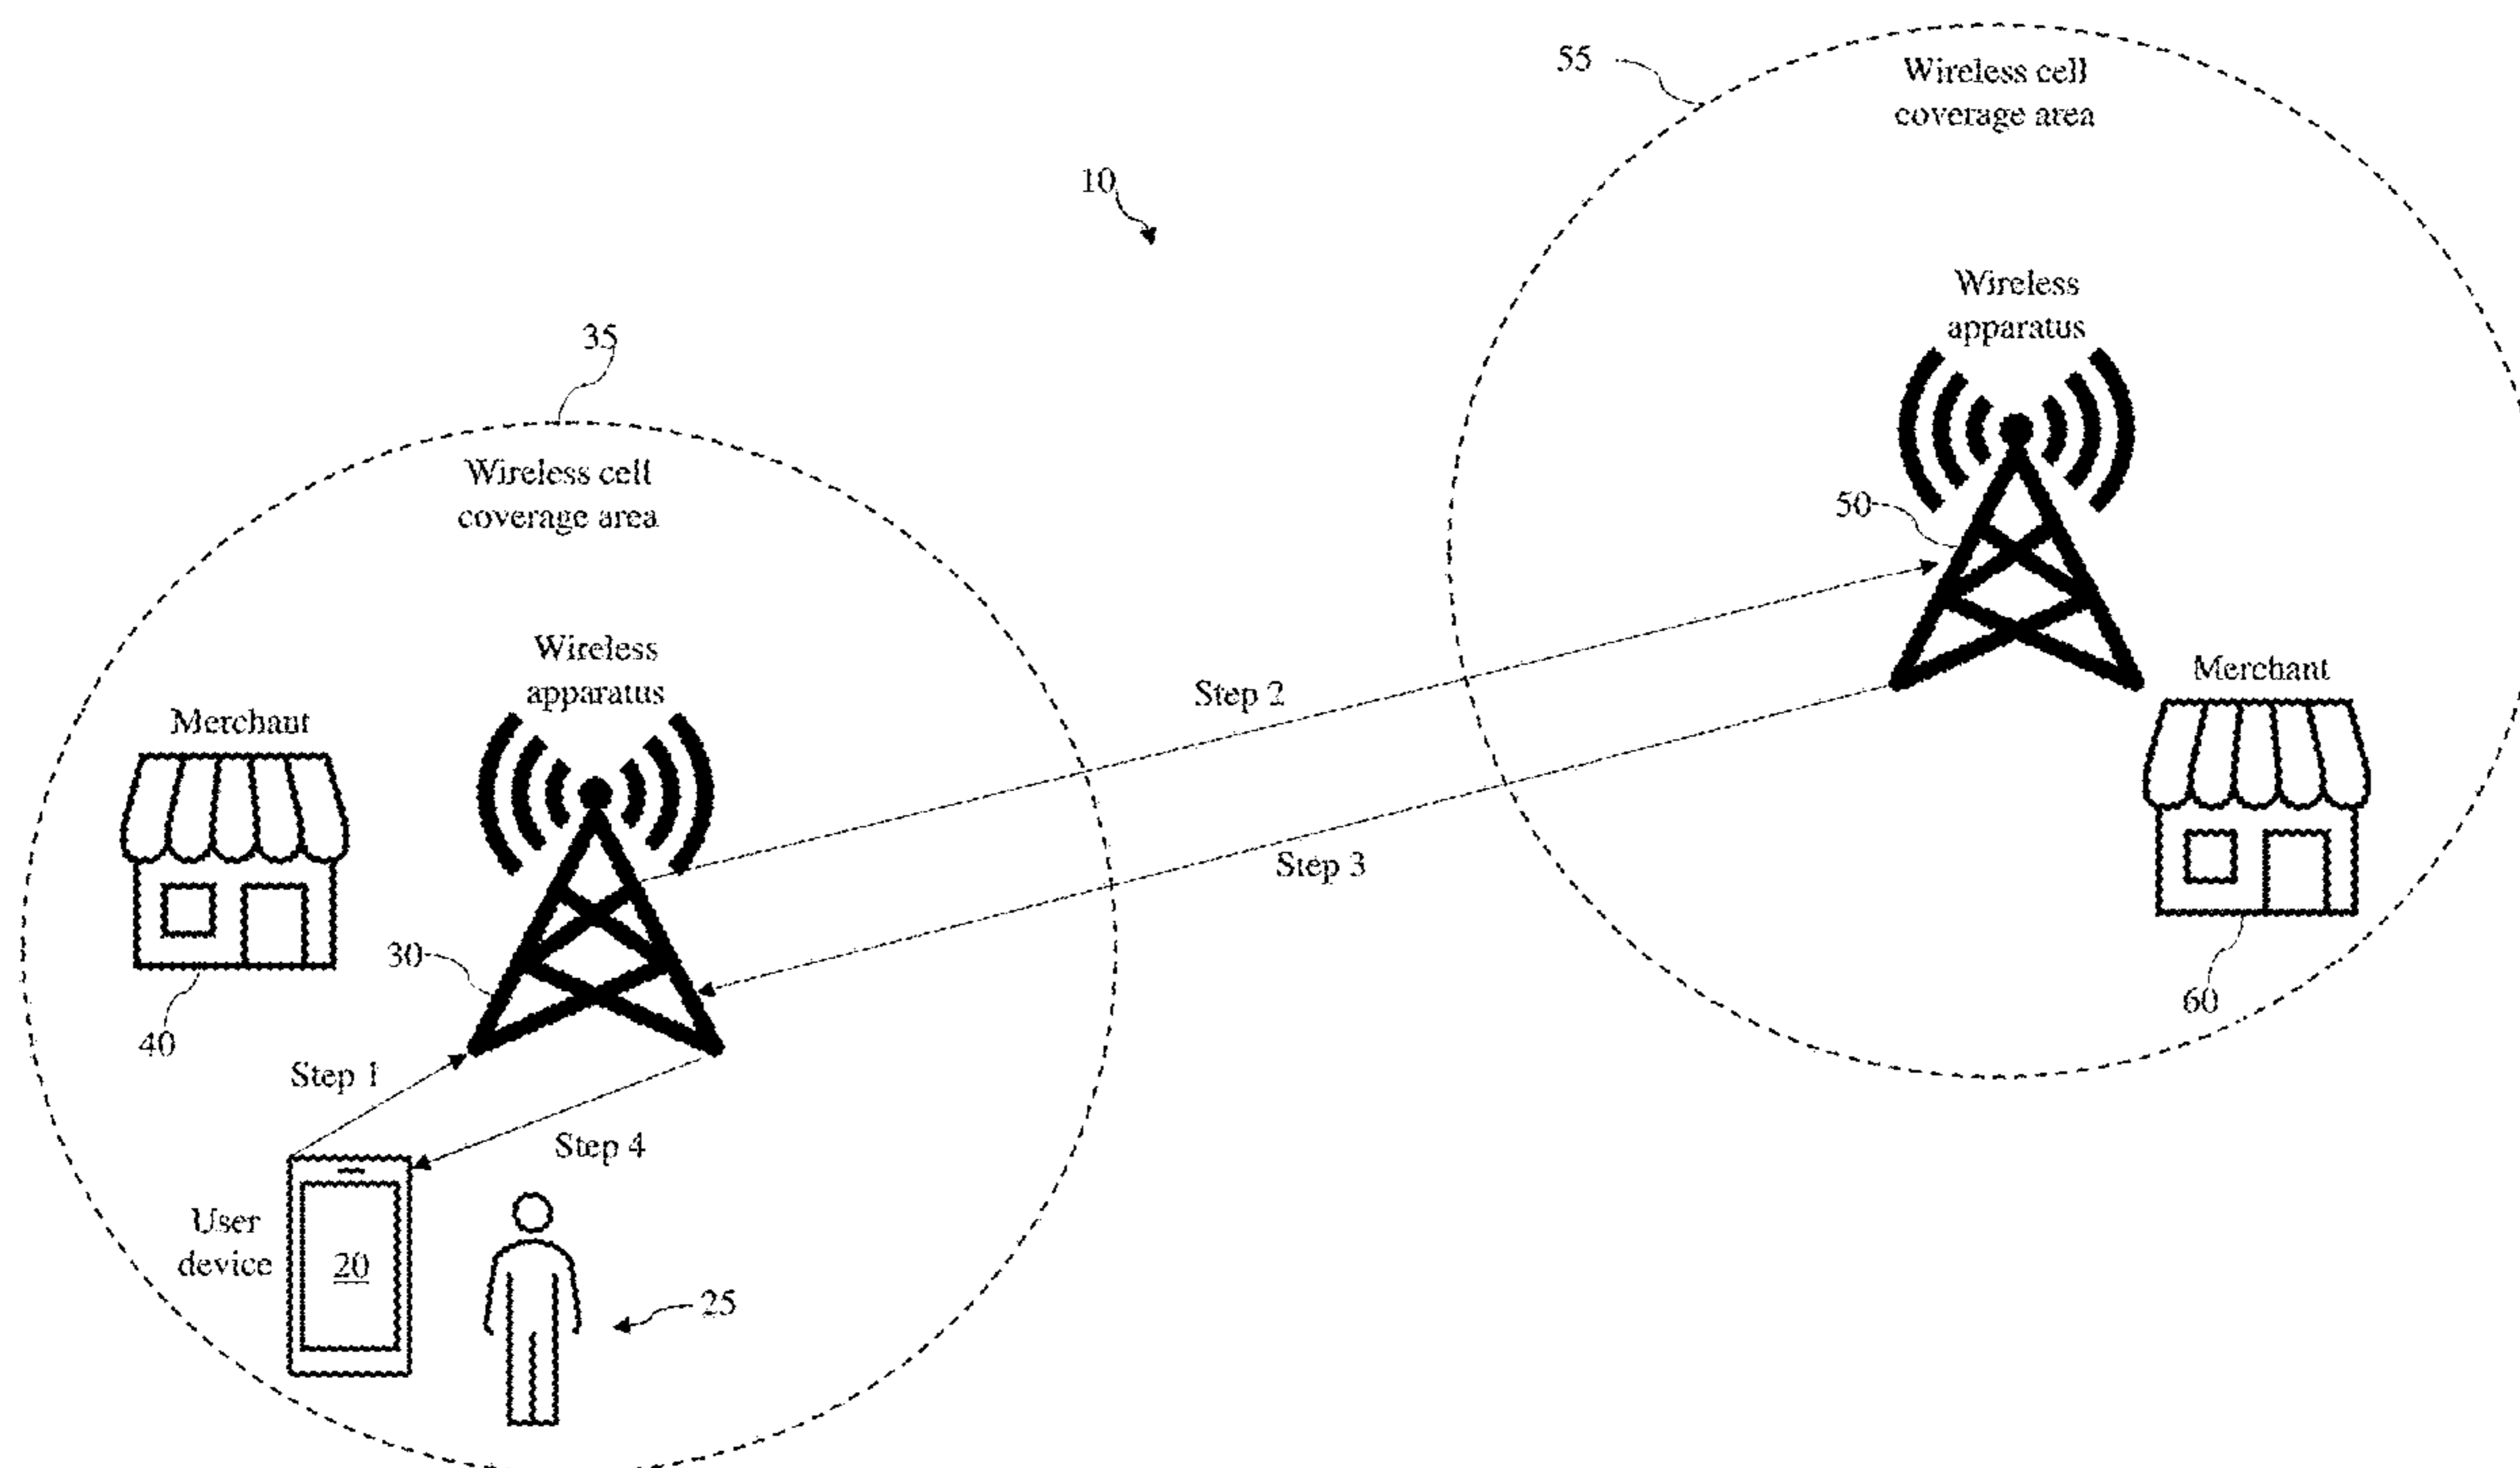 55
Wireless cell
coverage area
10
Wireless
apparatus
35
Wireless cell
coverage area
50
Wireless
apparatus
Merchant
Step 2
Merchant
Step 3
30
60
40
Step 1
Step 4
User
device
20
25